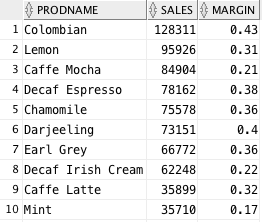 PRODNAME SALES MARGIN
1 Colombian 128311 0.43
2 Lemon 95926 0.31
3 Caffe Mocha 84904 0.21
4 Decaf Espresso 78162 0.38
5 Chamomile 75578 0.36
6 Darjeeling 73151 0.4
7 Earl Grey 66772 0.36
8 Decaf Irish Cream 62248 0.22
9 Caffe Latte 35899 0.32
10 Mint 35710 0.17